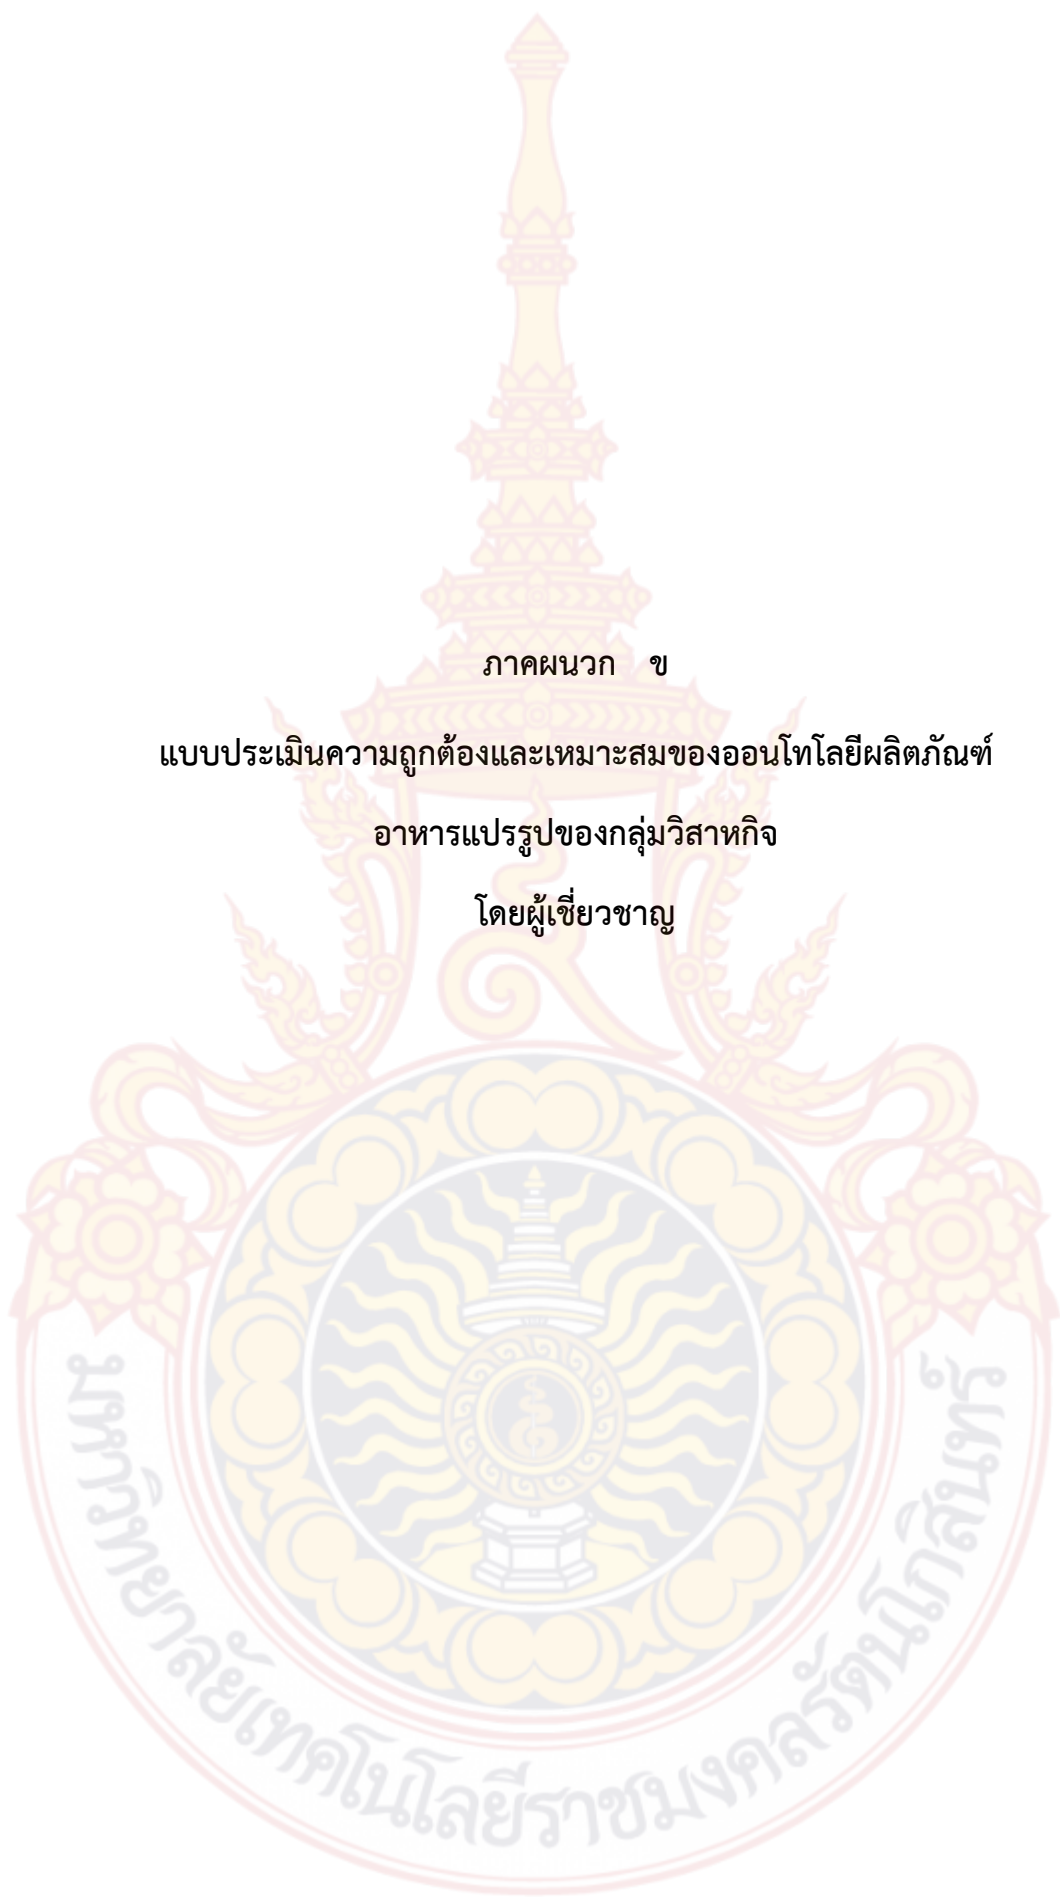 ภาคผนวก ข
แบบประเมินความถูกต้องและเหมาะสมของออนโทโลยีผลิตภัณฑ์
อาหารแปรรูปของกลุ่มวิสาหกิจ
โดยผู้เชี่ยวชาญ
มหาวิทยาลัยเทคโนโลยีราชมงคลรัตนโกสินทร์